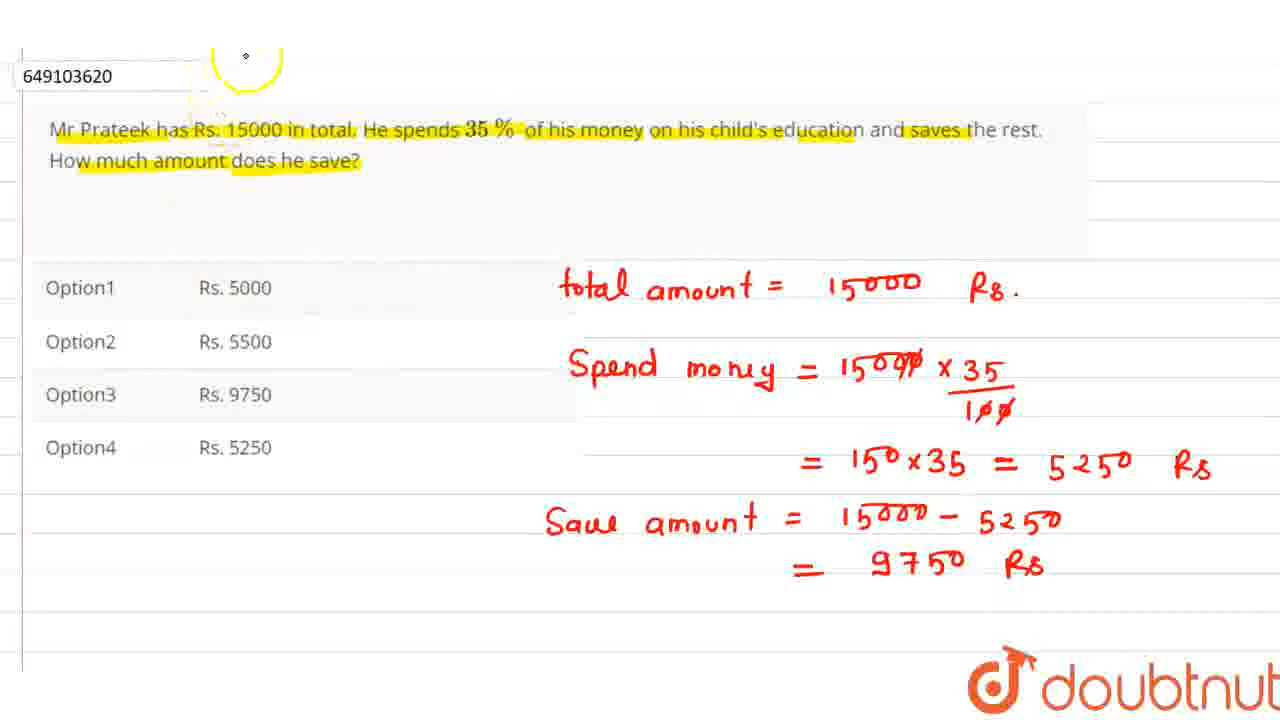 649103620
Mr Prateek has Rs. 15000 in total. He spends 35 % of his money on his child's education and saves the rest.
How much amount does he save?
Option1 Rs. 5000
Option2 Rs. 5500
Option3 Rs. 9750
Option4 Rs. 5250
total amount = 15000 Rs.
Spend money = 15000 × 35
100
= 150 × 35 = 5250 Rs
Save amount = 15000 - 5250
= 9750 Rs
doubtnut